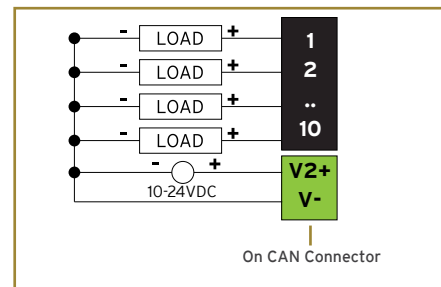 - LOAD + 1
- LOAD + 2
- LOAD + ..
- LOAD + 10
- + V2+
10-24VDC V-
On CAN Connector